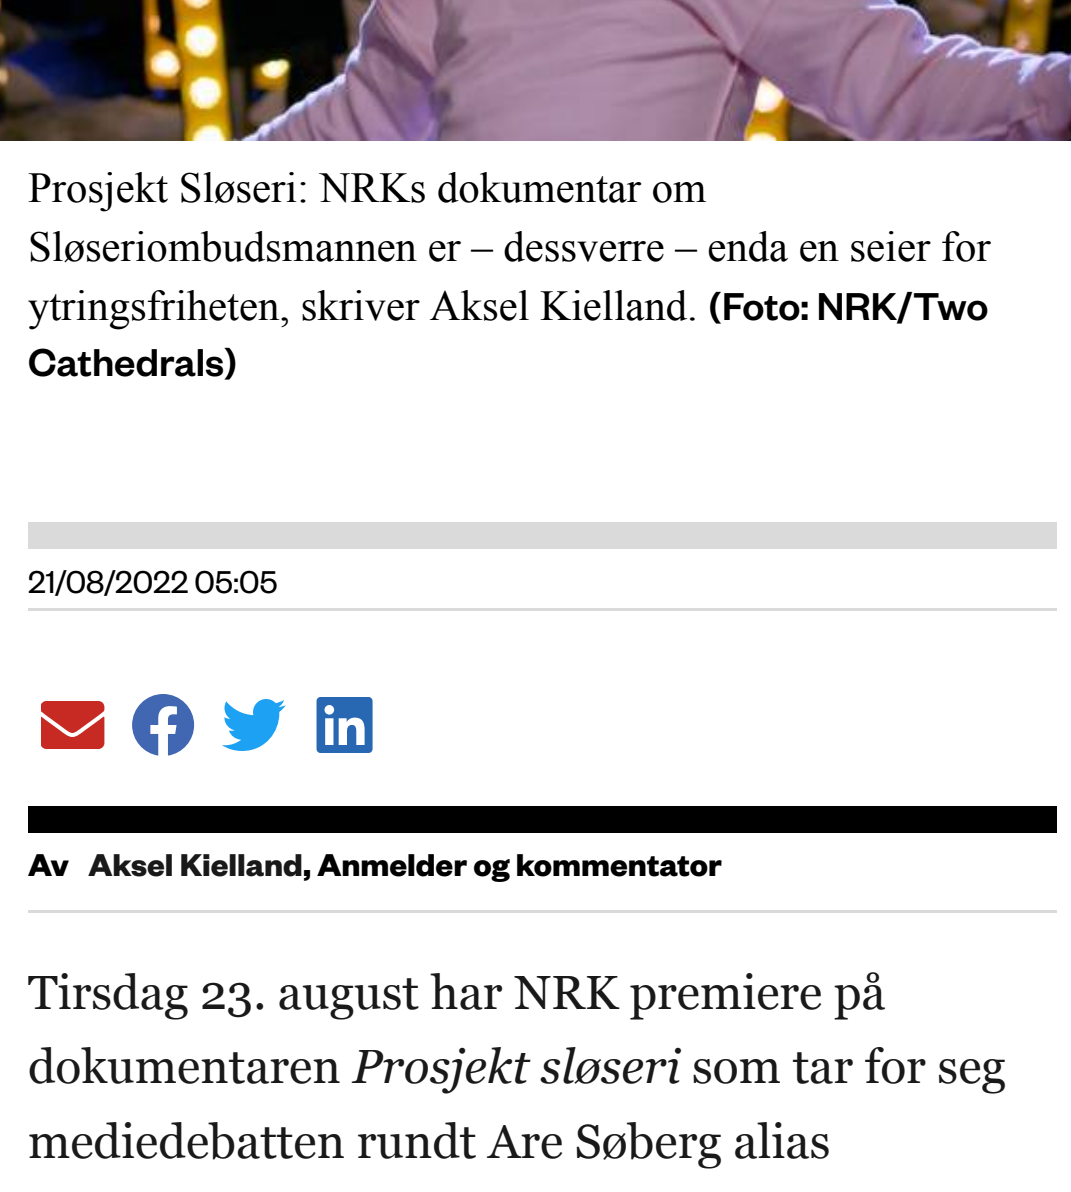 Prosjekt Sløseri: NRKs dokumentar om
Sløseriombudsmannen er – dessverre – enda en seier for
ytringsfriheten, skriver Aksel Kielland. (Foto: NRK/Two
Cathedrals)
21/08/2022 05:05
Av Aksel Kielland, Anmelder og kommentator
Tirsdag 23. august har NRK premiere på
dokumentaren Prosjekt sløseri som tar for seg
mediedebatten rundt Are Søberg alias